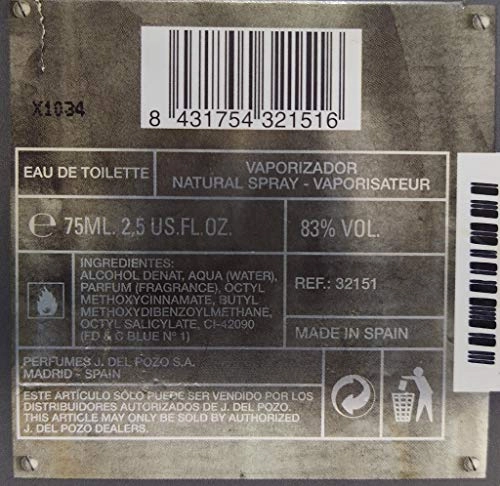 X1034
8 431754 321516
EAU DE TOILETTE
VAPORIZADOR
NATURAL SPRAY - VAPORISATEUR
e 75ML. 2,5 US.FL.OZ.
83% VOL.
INGREDIENTES:
ALCOHOL DENAT, AQUA (WATER),
PARFUM (FRAGRANCE), OCTYL
METHOXYCINNAMATE, BUTYL
METHOXYDIBENZOYLMETHANE,
OCTYL SALICYLATE, CI-42090
(FD & C BLUE Nº 1)
REF.: 32151
MADE IN SPAIN
PERFUMES J. DEL POZO S.A.
MADRID - SPAIN
ESTE ARTÍCULO SÓLO PUEDE SER VENDIDO POR LOS
DISTRIBUIDORES AUTORIZADOS DE J. DEL POZO.
THIS ARTICLE MAY ONLY BE SOLD BY AUTHORIZED
J. DEL POZO DEALERS.